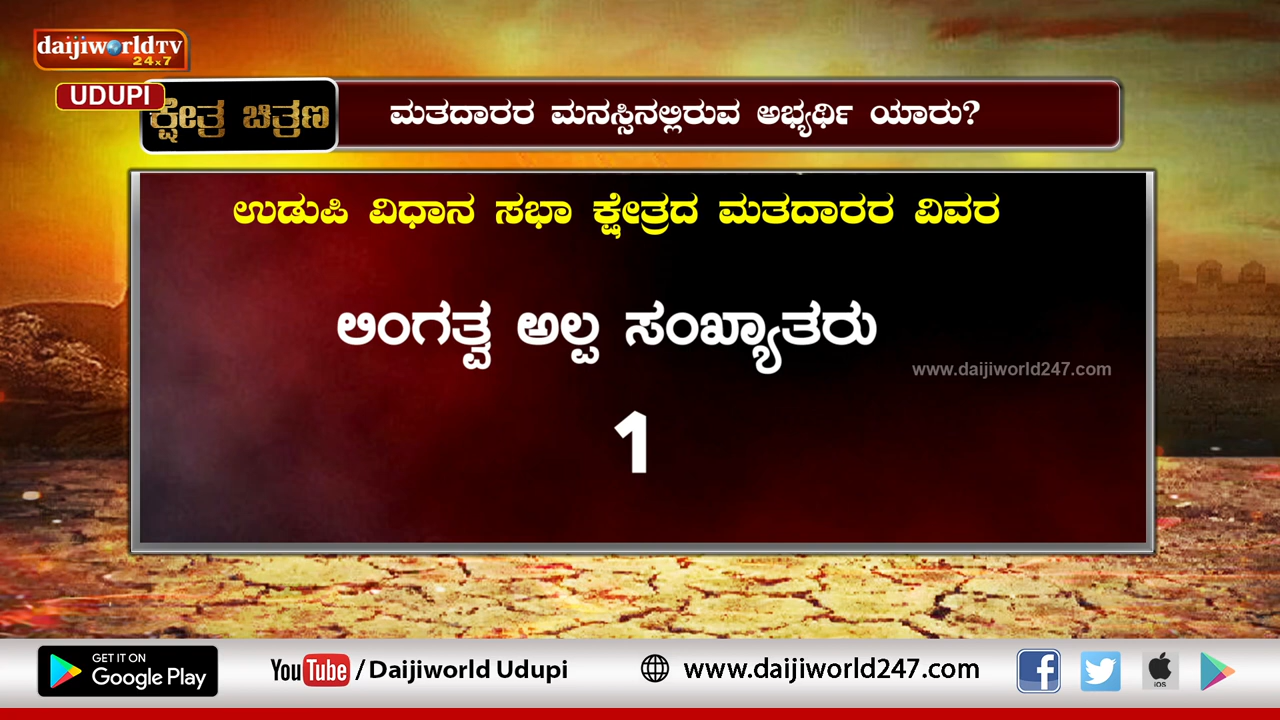 daijiworldTV
24x7
UDUPI
ಕ್ಷೇತ್ರ ಚಿತ್ರಣ
ಮತದಾರರ ಮನಸ್ಸಿನಲ್ಲಿರುವ ಅಭ್ಯರ್ಥಿ ಯಾರು?
ಉಡುಪಿ ವಿಧಾನ ಸಭಾ ಕ್ಷೇತ್ರದ ಮತದಾರರ ವಿವರ
ಲಿಂಗತ್ವ ಅಲ್ಪ ಸಂಖ್ಯಾತರು
www.daijiworld247.com
1
GET IT ON
Google Play
YouTube / Daijiworld Udupi
www.daijiworld247.com
iOS